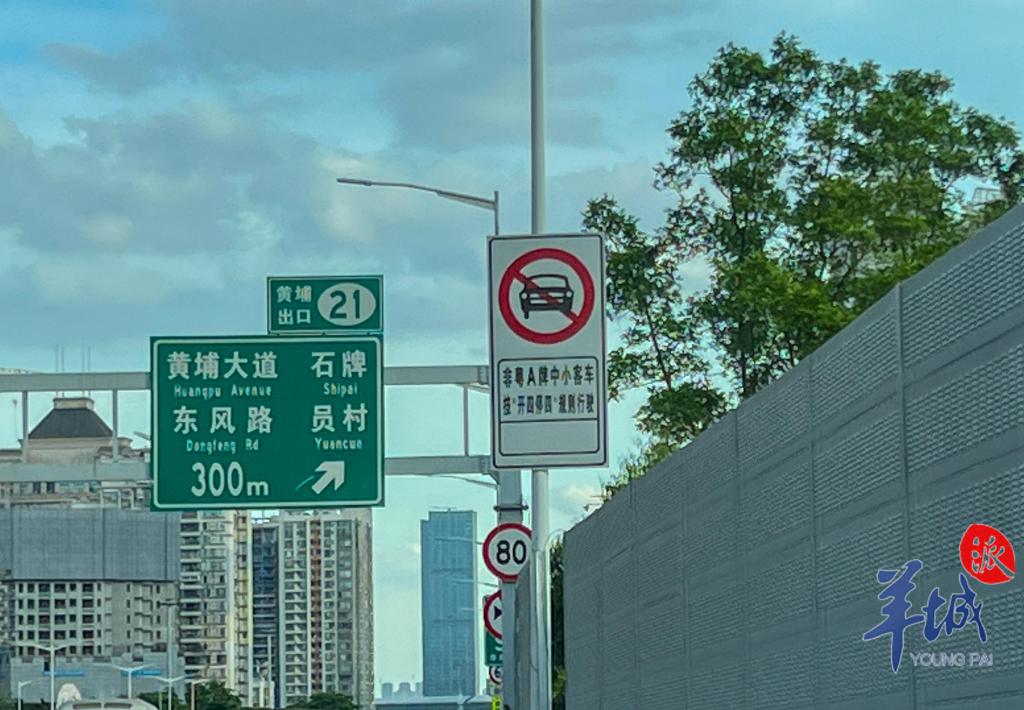 黄埔
出口 21
黄埔大道 石牌
Huangpu Avenue Shipai
东风路 员村
Dongfeng Rd Yuancun
300m
非粤A牌中小客车
按“开四停四”规则行驶
80
派
羊城
YOUNG PAI